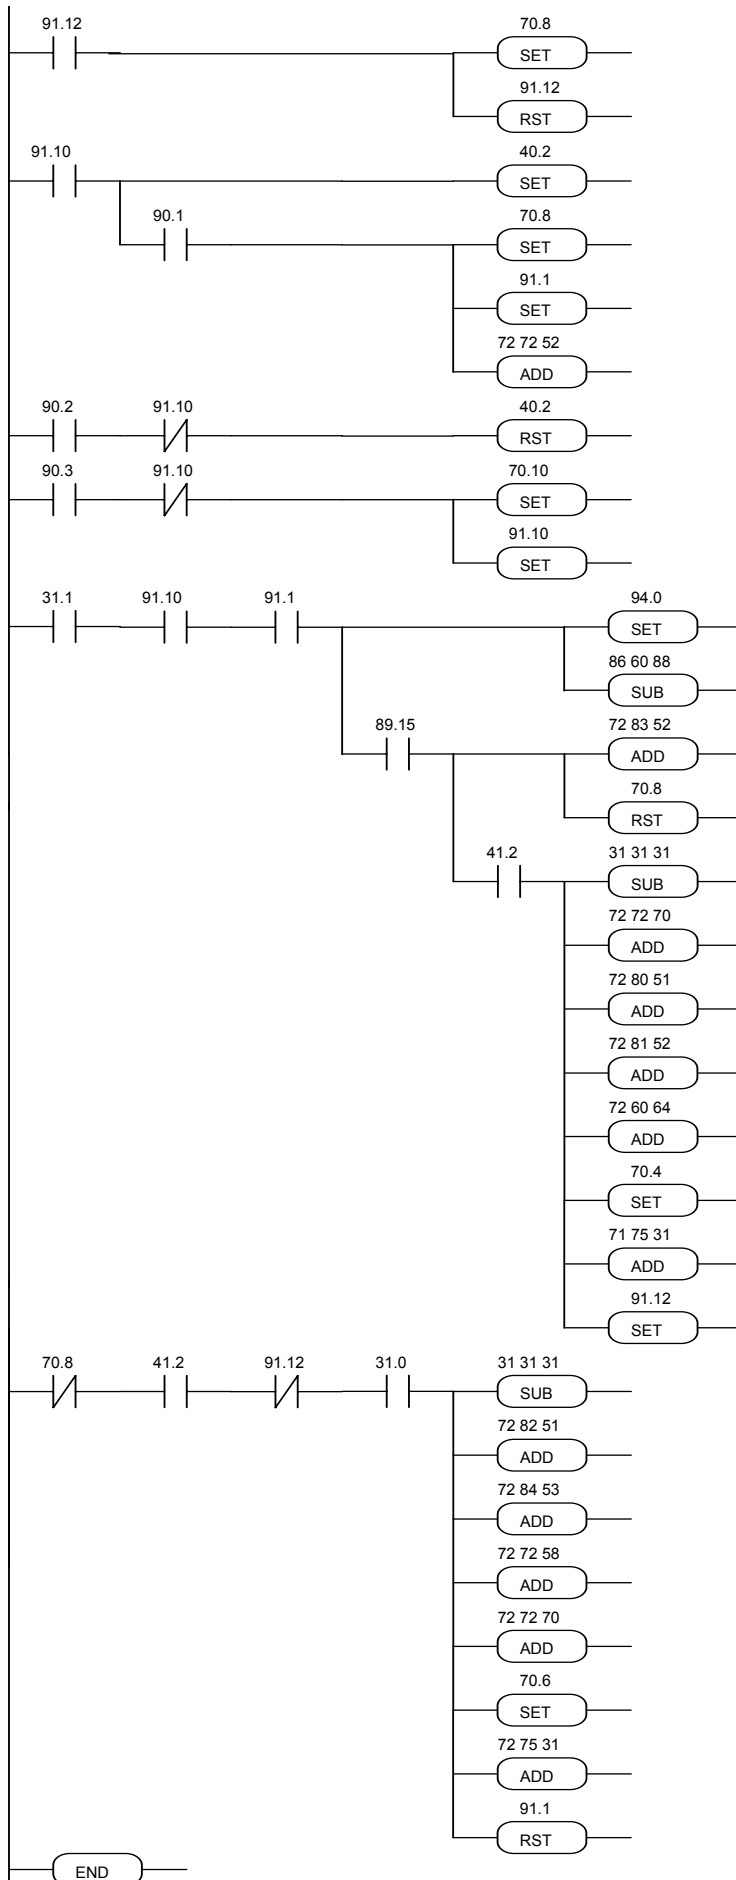 91.12 70.8
SET
91.12
RST
91.10 40.2
SET
90.1 70.8
SET
91.1
SET
72 72 52
ADD
90.2 91.10 40.2
RST
90.3 91.10 70.10
SET
91.10
SET
31.1 91.10 91.1 94.0
SET
86 60 88
SUB
89.15 72 83 52
ADD
70.8
RST
41.2 31 31 31
SUB
72 72 70
ADD
72 80 51
ADD
72 81 52
ADD
72 60 64
ADD
70.4
SET
71 75 31
ADD
91.12
SET
70.8 41.2 91.12 31.0 31 31 31
SUB
72 82 51
ADD
72 84 53
ADD
72 72 58
ADD
72 72 70
ADD
70.6
SET
72 75 31
ADD
91.1
RST
END